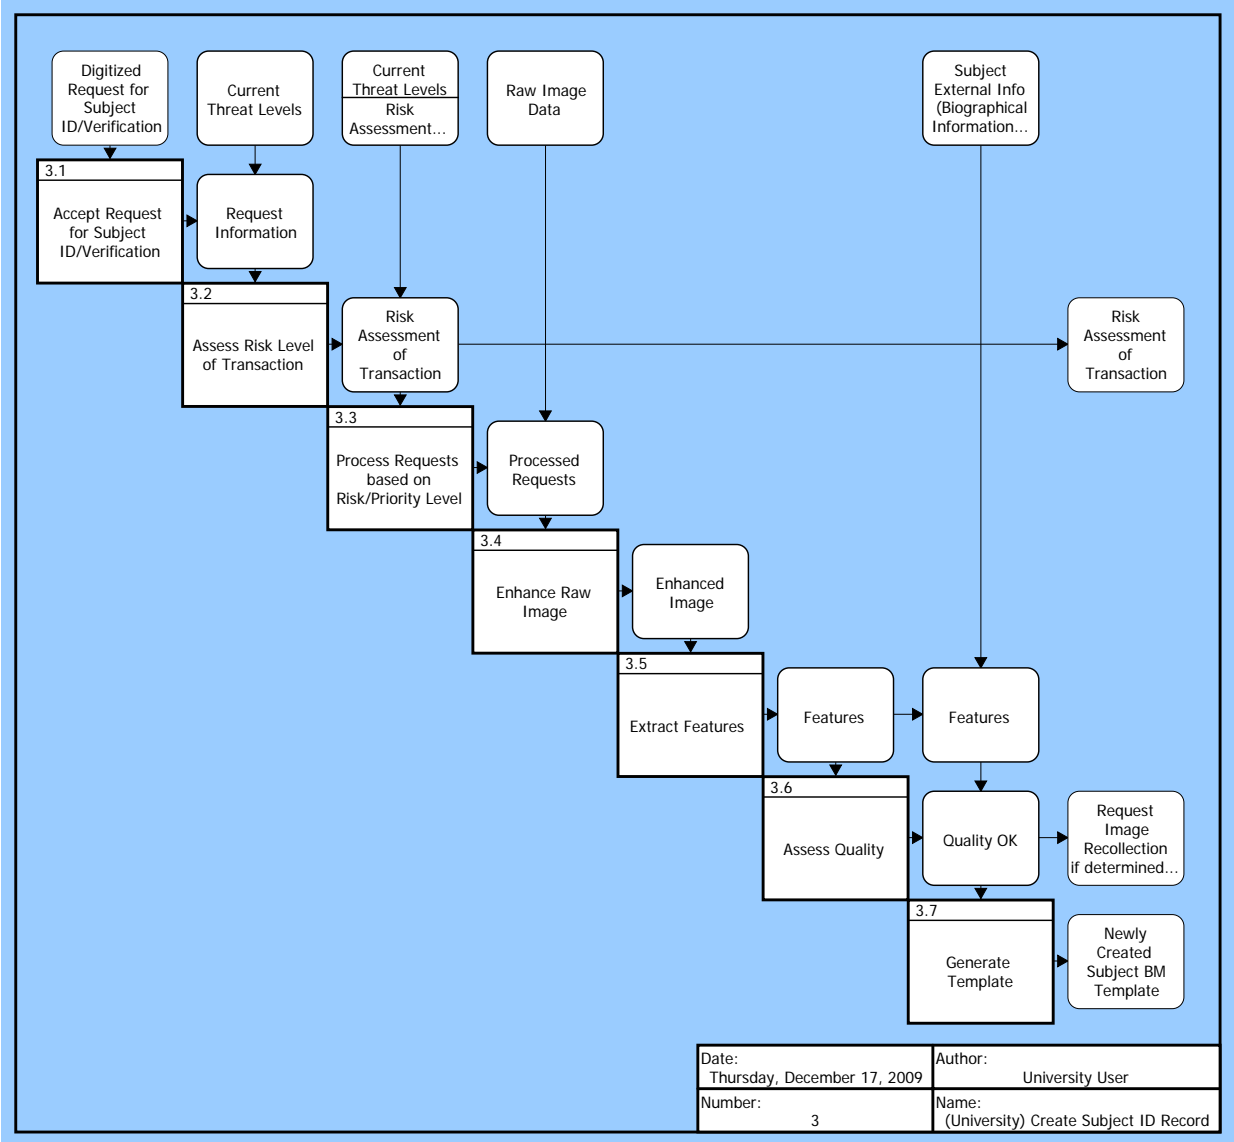 Digitized
Request for
Subject
ID/Verification
Current
Threat Levels
Current
Threat Levels
Risk
Assessment...
Raw Image
Data
Subject
External Info
(Biographical
Information...
3.1
Accept Request
for Subject
ID/Verification
Request
Information
3.2
Assess Risk Level
of Transaction
Risk
Assessment
of
Transaction
Risk
Assessment
of
Transaction
3.3
Process Requests
based on
Risk/Priority Level
Processed
Requests
3.4
Enhance Raw
Image
Enhanced
Image
3.5
Extract Features
Features
Features
3.6
Assess Quality
Quality OK
Request
Image
Recollection
if determined...
3.7
Generate
Template
Newly
Created
Subject BM
Template
Date:
Thursday, December 17, 2009
Author:
University User
Number:
3
Name:
(University) Create Subject ID Record